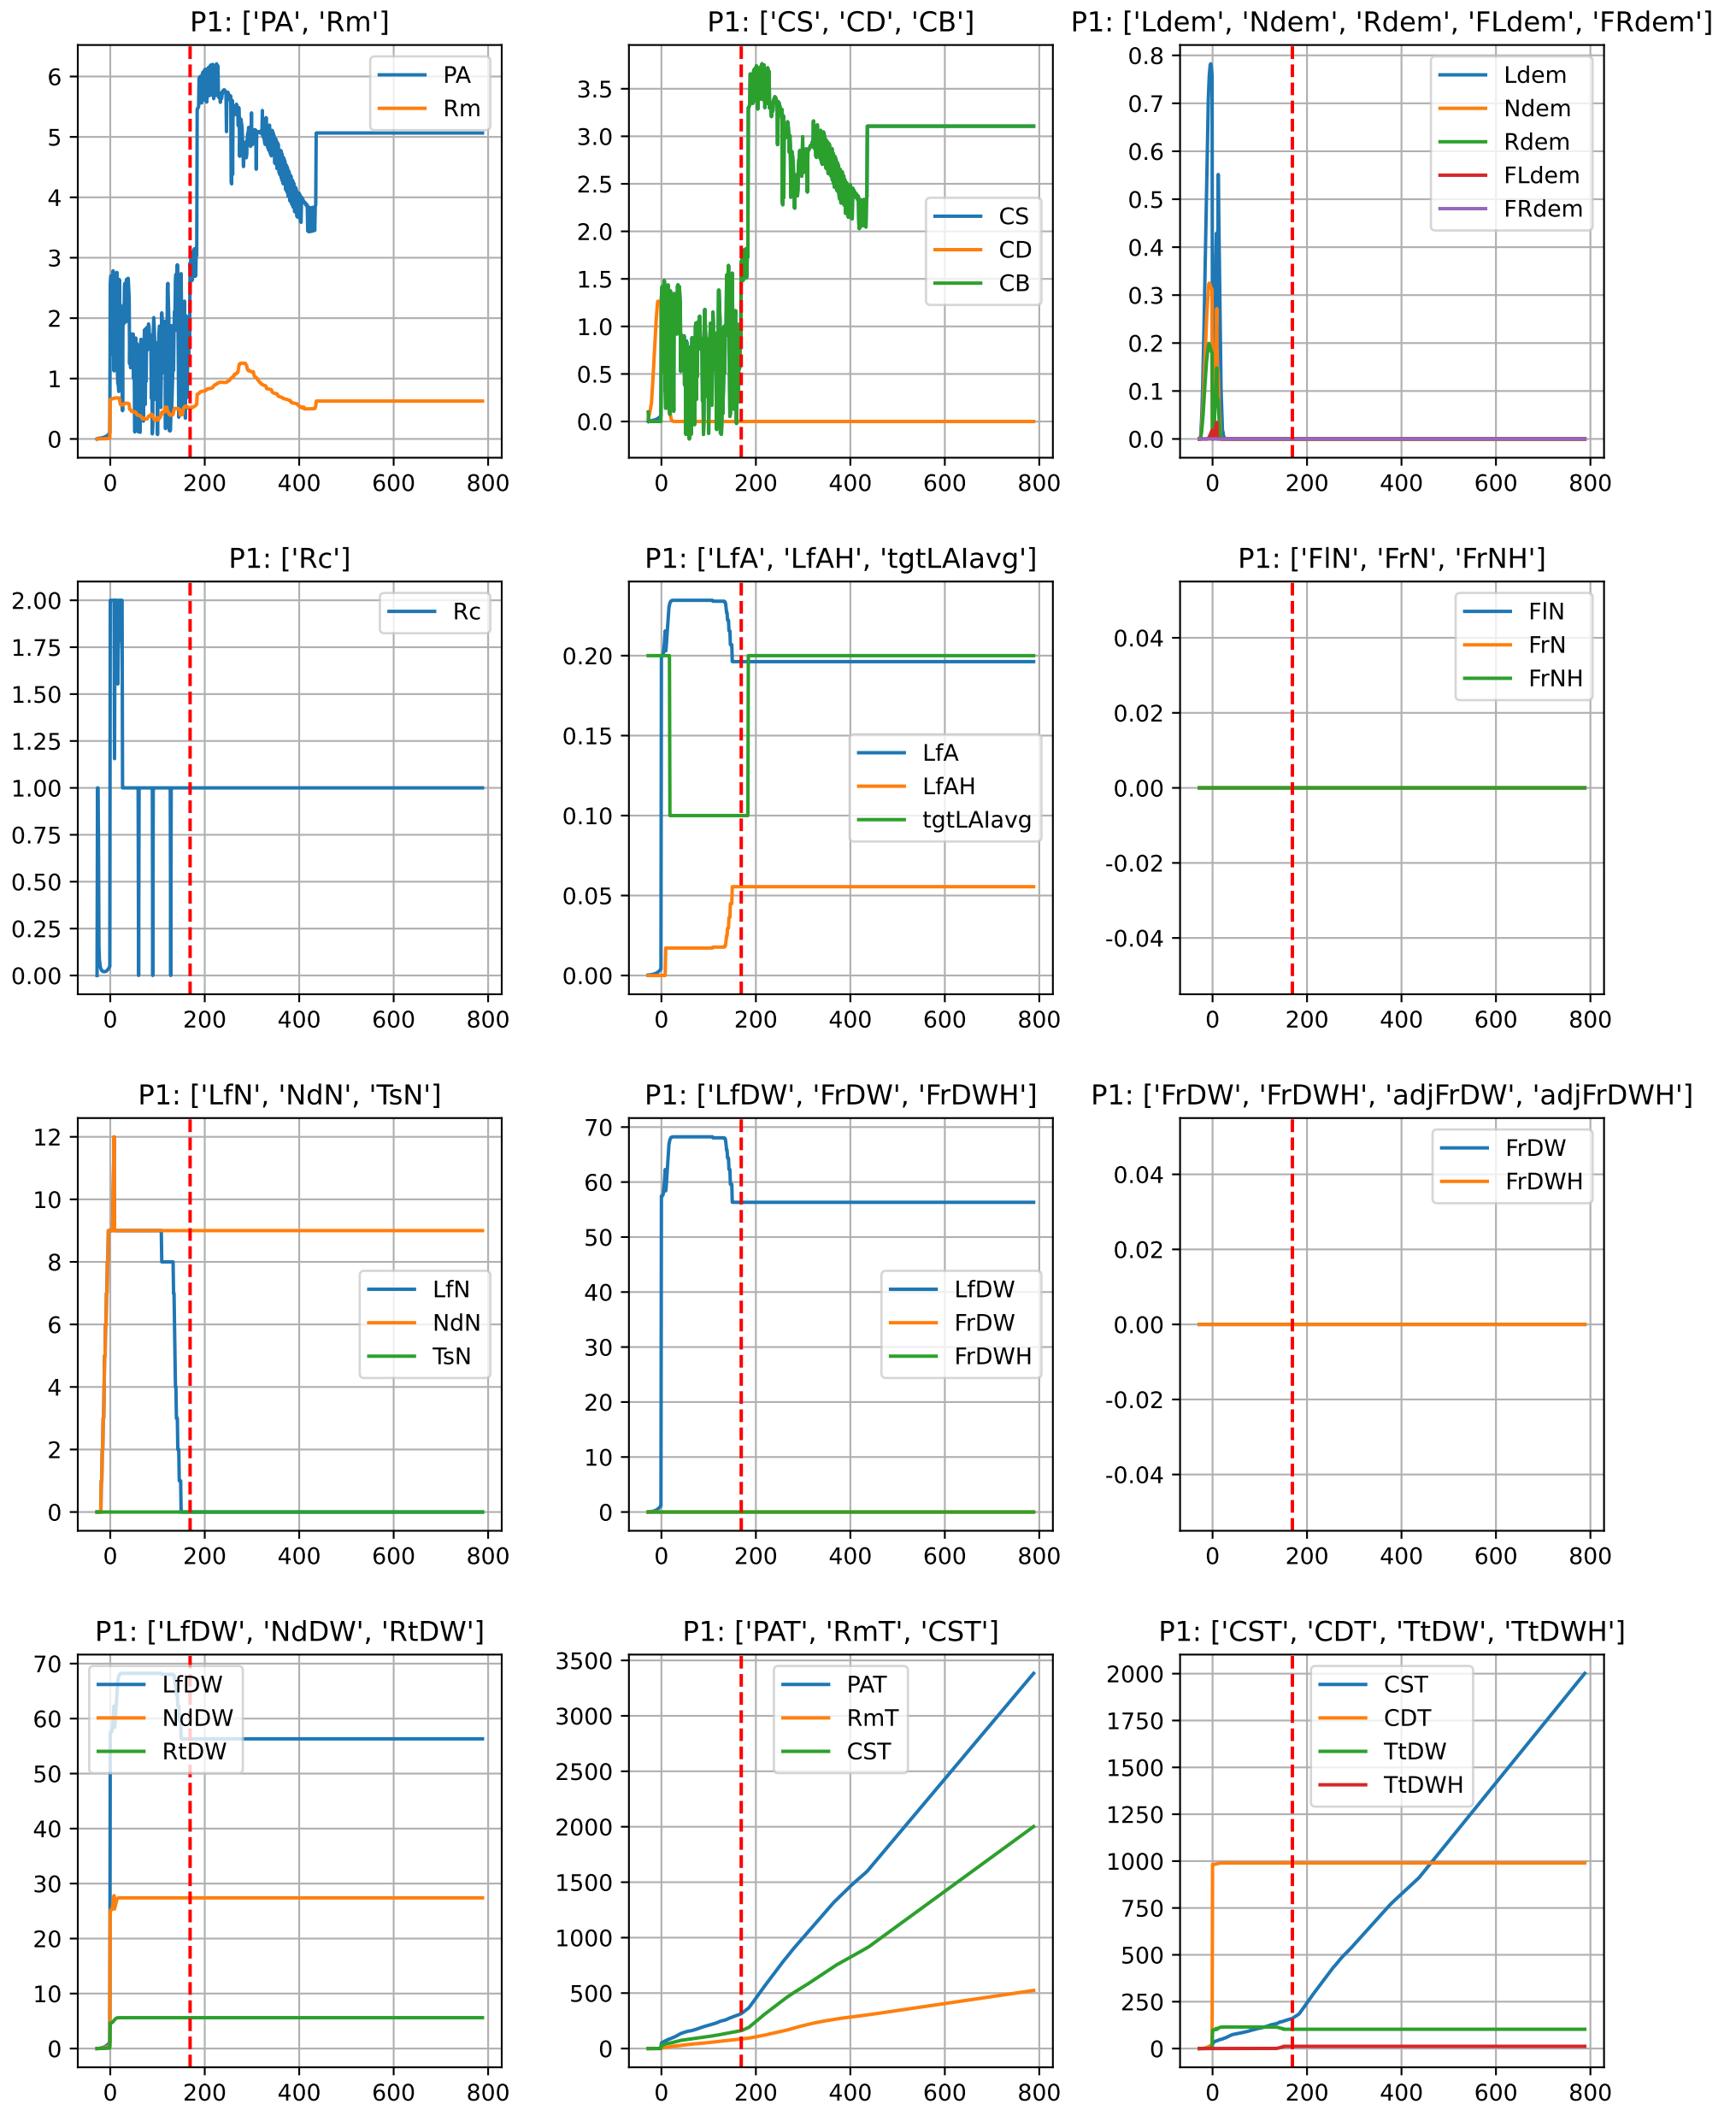 P1: ['PA', 'Rm']
6
5
4
3
2
1
0
0 200 400 600 800
PA
Rm
P1: ['CS', 'CD', 'CB']
3.5
3.0
2.5
2.0
1.5
1.0
0.5
0.0
0 200 400 600 800
CS
CD
CB
P1: ['Ldem', 'Ndem', 'Rdem', 'FLdem', 'FRdem']
0.8
0.7
0.6
0.5
0.4
0.3
0.2
0.1
0.0
0 200 400 600 800
Ldem
Ndem
Rdem
FLdem
FRdem
P1: ['Rc']
2.00
1.75
1.50
1.25
1.00
0.75
0.50
0.25
0.00
0 200 400 600 800
Rc
P1: ['LfA', 'LfAH', 'tgtLAIavg']
0.20
0.15
0.10
0.05
0.00
0 200 400 600 800
LfA
LfAH
tgtLAIavg
P1: ['FlN', 'FrN', 'FrNH']
0.04
0.02
0.00
-0.02
-0.04
0 200 400 600 800
FlN
FrN
FrNH
P1: ['LfN', 'NdN', 'TsN']
12
10
8
6
4
2
0
0 200 400 600 800
LfN
NdN
TsN
P1: ['LfDW', 'FrDW', 'FrDWH']
70
60
50
40
30
20
10
0
0 200 400 600 800
LfDW
FrDW
FrDWH
P1: ['FrDW', 'FrDWH', 'adjFrDW', 'adjFrDWH']
0.04
0.02
0.00
-0.02
-0.04
0 200 400 600 800
FrDW
FrDWH
P1: ['LfDW', 'NdDW', 'RtDW']
70
60
50
40
30
20
10
0
0 200 400 600 800
LfDW
NdDW
RtDW
P1: ['PAT', 'RmT', 'CST']
3500
3000
2500
2000
1500
1000
500
0
0 200 400 600 800
PAT
RmT
CST
P1: ['CST', 'CDT', 'TtDW', 'TtDWH']
2000
1750
1500
1250
1000
750
500
250
0
0 200 400 600 800
CST
CDT
TtDW
TtDWH